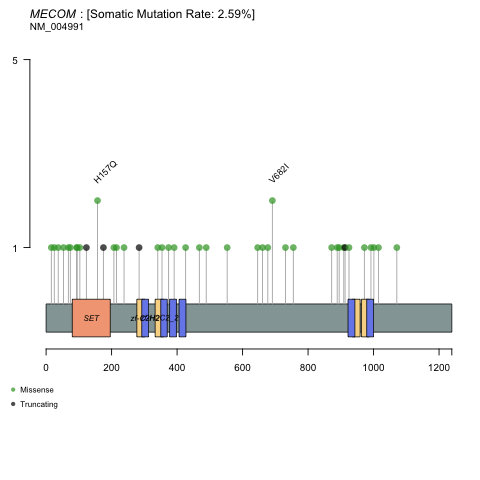 MECOM : [Somatic Mutation Rate: 2.59%]
NM_004991
5
H157Q
V682I
1
SET
0
200
400
600
800
1000
1200
Missense
Truncating